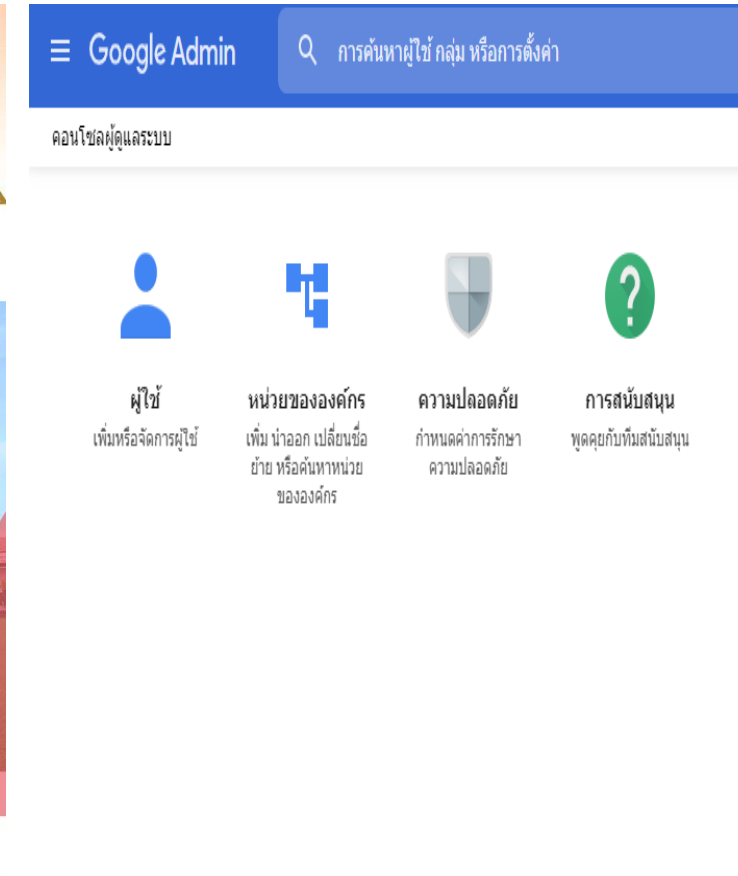 Google Admin
การค้นหาผู้ใช้ กลุ่ม หรือการตั้งค่า
คอนโซลผู้ดูแลระบบ
ผู้ใช้
เพิ่มหรือจัดการผู้ใช้
หน่วยขององค์กร
เพิ่ม นำออก เปลี่ยนชื่อ
ย้าย หรือค้นหาหน่วย
ขององค์กร
ความปลอดภัย
กำหนดค่าการรักษา
ความปลอดภัย
การสนับสนุน
พูดคุยกับทีมสนับสนุน